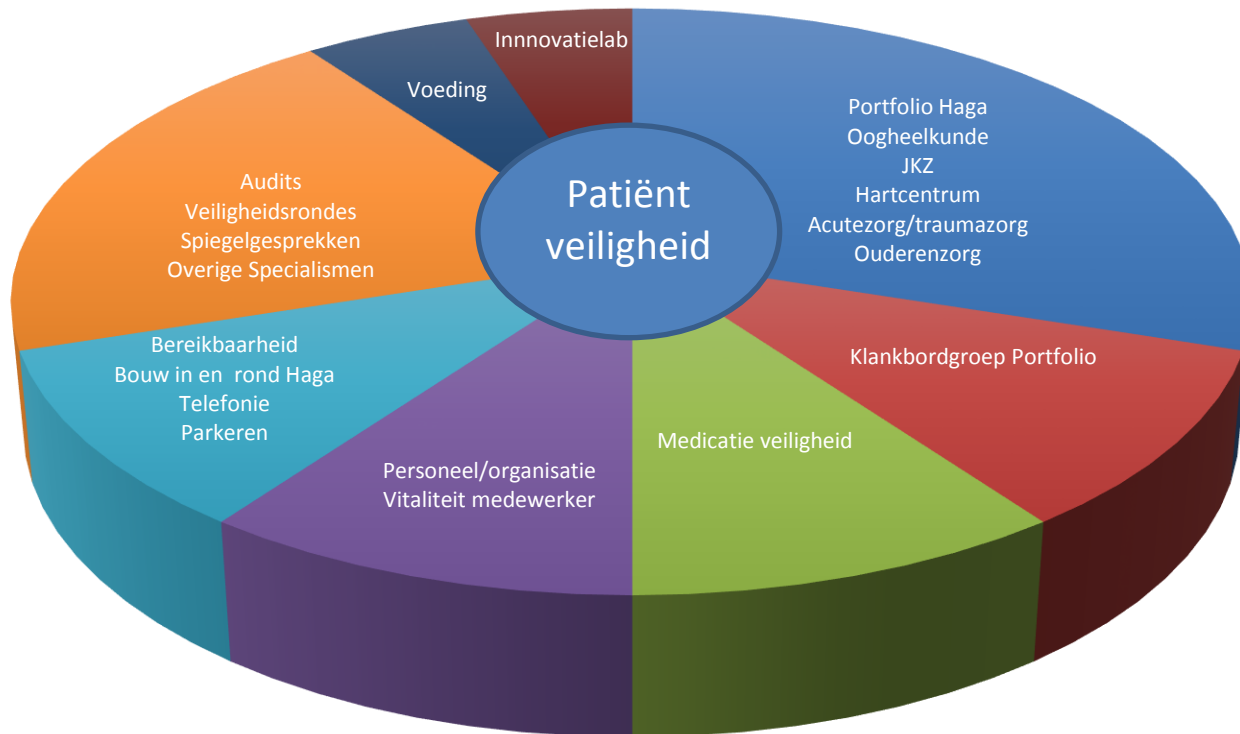 Innnovatielab
Voeding
Portfolio Haga
Oogheelkunde
JKZ
Hartcentrum
Acutezorg/traumazorg
Ouderenzorg
Patiënt
veiligheid
Audits
Veiligheidsrondes
Spiegelgesprekken
Overige Specialismen
Bereikbaarheid
Bouw in en  rond Haga
Telefonie
Parkeren
Klankbordgroep Portfolio
Medicatie veiligheid
Personeel/organisatie
Vitaliteit medewerker